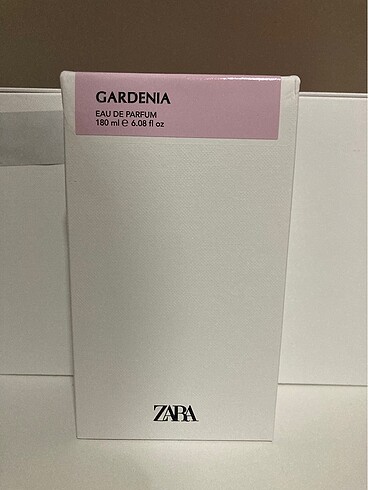 GARDENIA
EAU DE PARFUM
180 ml ℮ 6.08 fl oz
ZARA